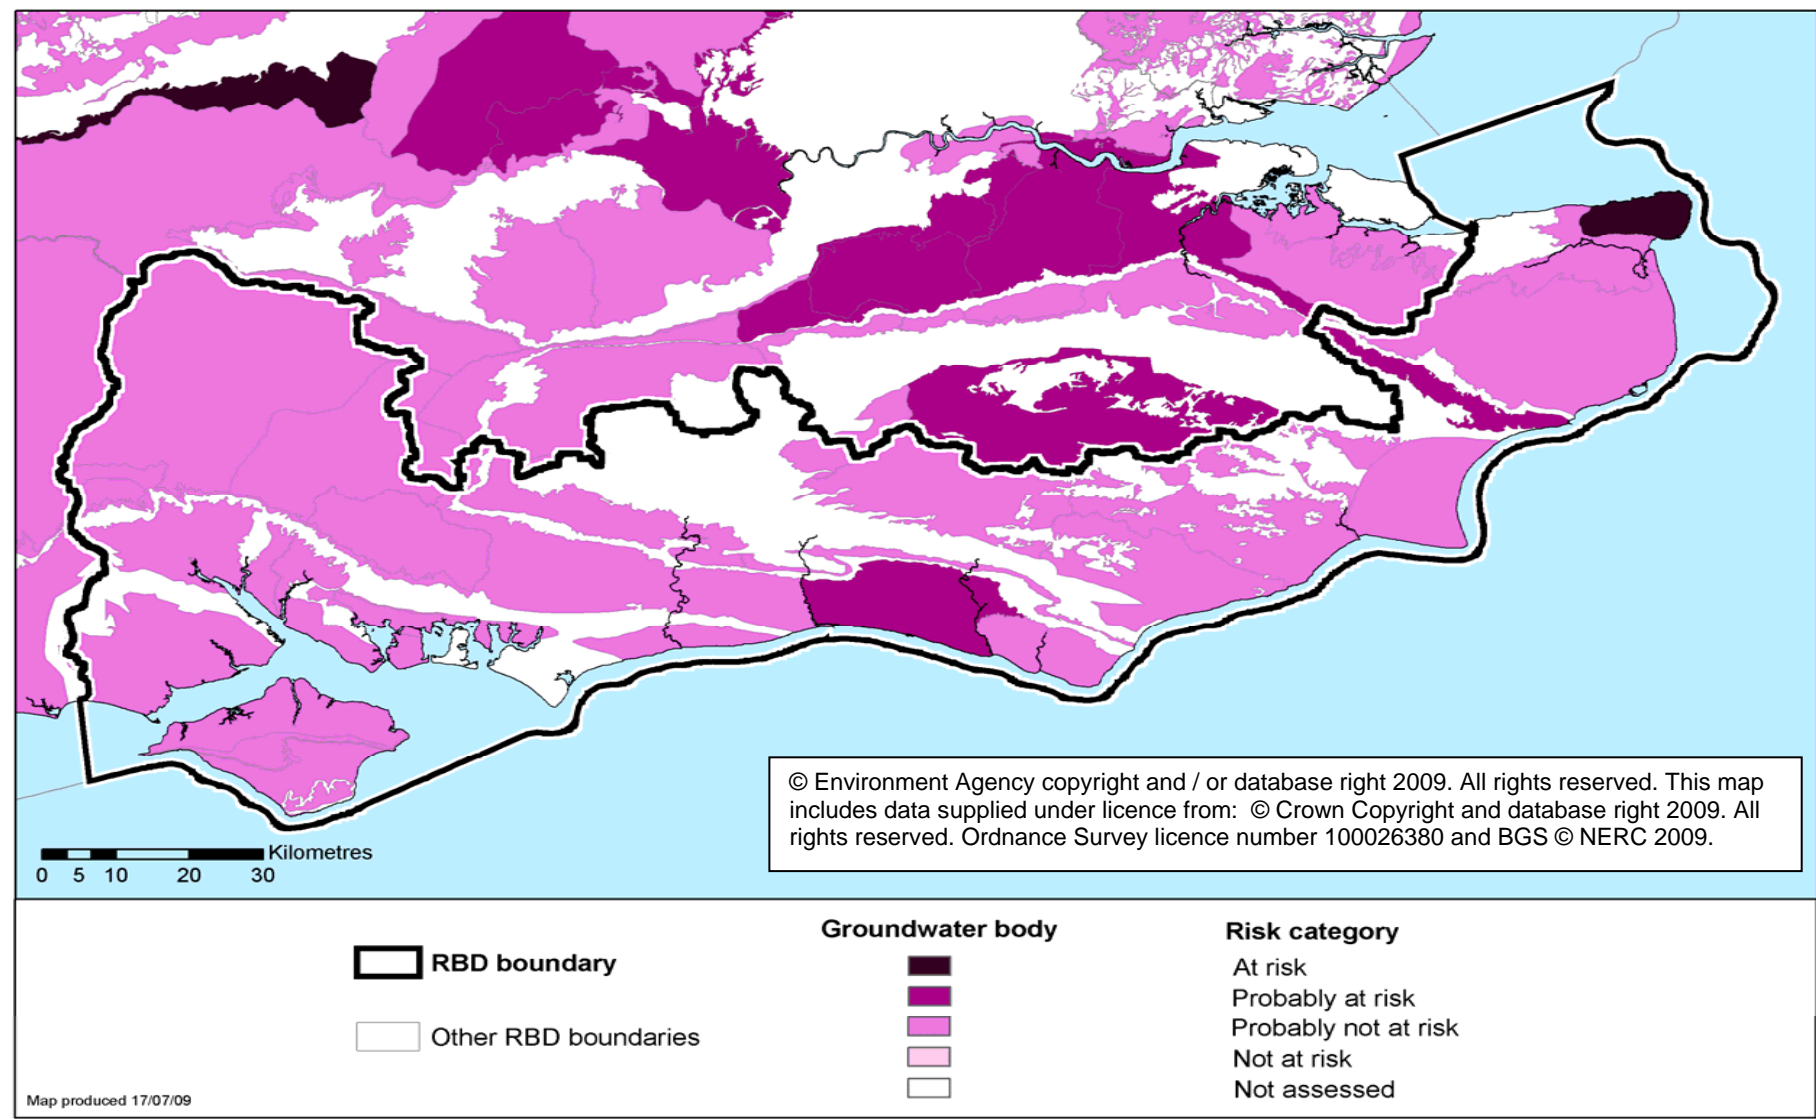 © Environment Agency copyright and / or database right 2009. All rights reserved. This map
includes data supplied under licence from: © Crown Copyright and database right 2009. All
rights reserved. Ordnance Survey licence number 100026380 and BGS © NERC 2009.
Kilometres
0 5 10 20 30
Groundwater body
Risk category
RBD boundary
At risk
Probably at risk
Probably not at risk
Other RBD boundaries
Not at risk
Not assessed
Map produced 17/07/09